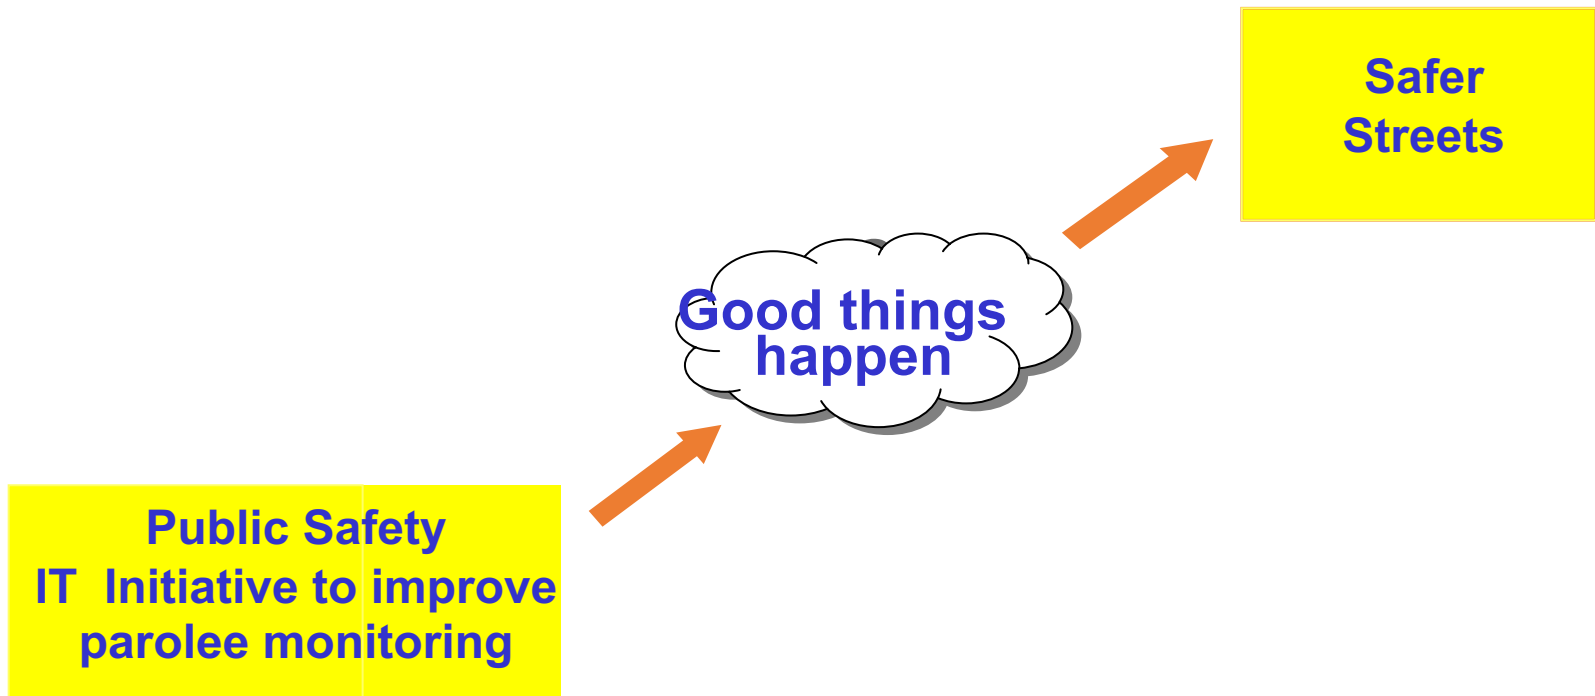 Safer
Streets
Good things
happen
Public Safety
IT Initiative to improve
parolee monitoring